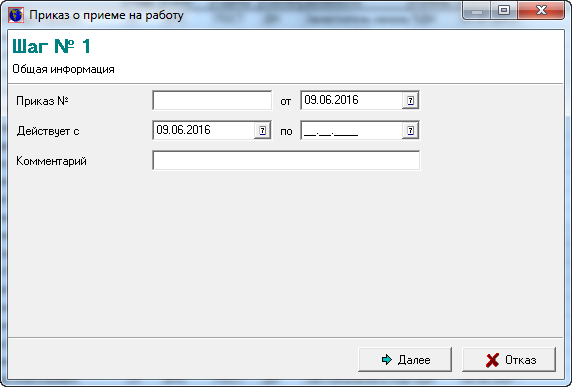 Приказ о приеме на работу
Шаг № 1
Общая информация
Приказ № от 09.06.2016
Действует с 09.06.2016 по __.__.____
Комментарий
Далее Отказ